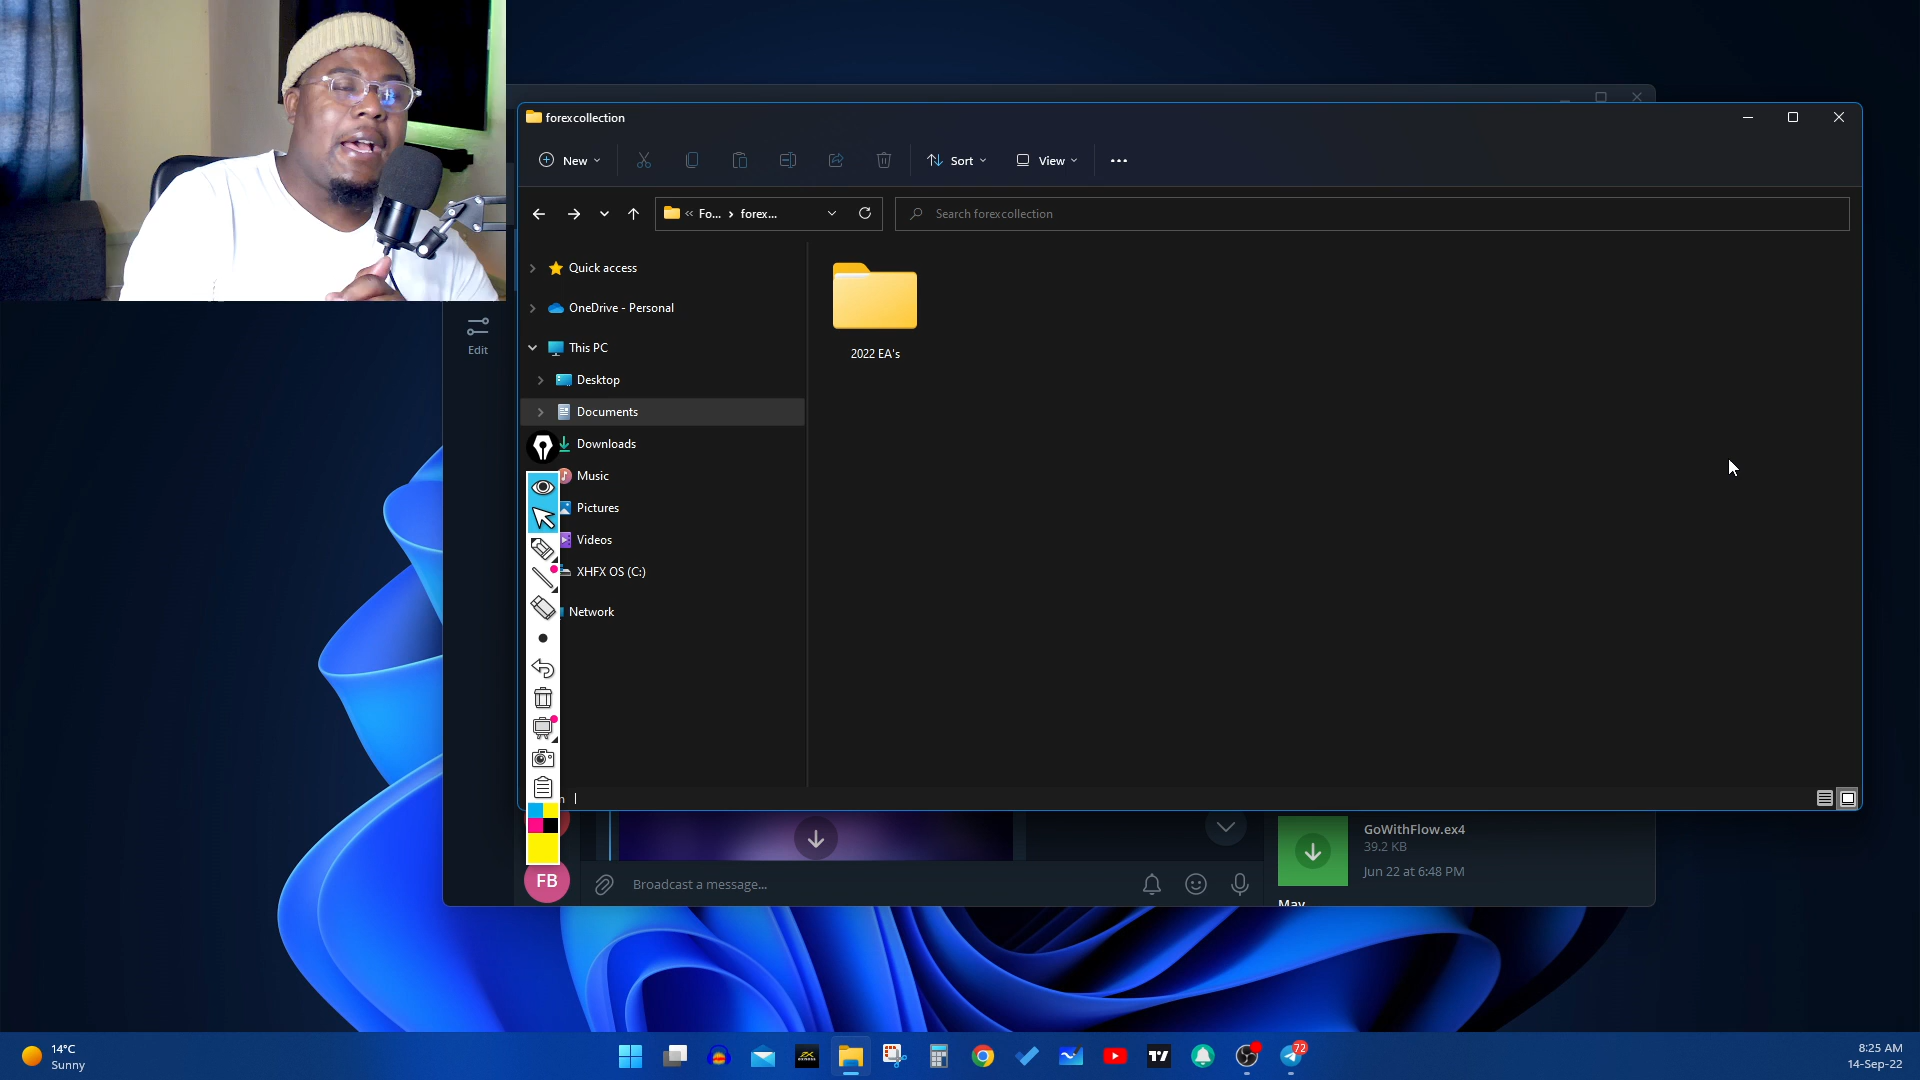 forexcollection
New
Sort
View
Fo...
forex...
Search forexcollection
Quick access
OneDrive - Personal
This PC
Desktop
Documents
Downloads
Music
Pictures
Videos
XHFX OS (C:)
Network
2022 EA's
Edit
FB
Broadcast a message...
GoWithFlow.ex4
39.2 KB
Jun 22 at 6:48 PM
May
14°C
Sunny
72
8:25 AM
14-Sep-22